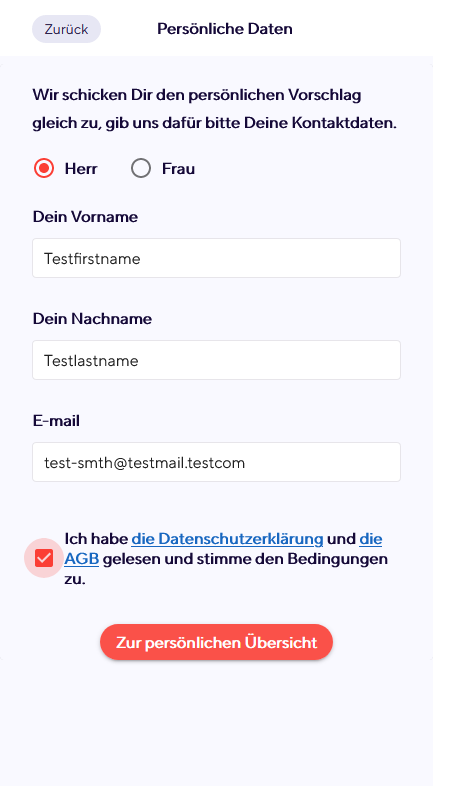 Zurück
Persönliche Daten
Wir schicken Dir den persönlichen Vorschlag
gleich zu, gib uns dafür bitte Deine Kontaktdaten.
Herr
Frau
Dein Vorname
Testfirstname
Dein Nachname
Testlastname
E-mail
test-smth@testmail.testcom
Ich habe die Datenschutzerklärung und die
AGB gelesen und stimme den Bedingungen
zu.
Zur persönlichen Übersicht